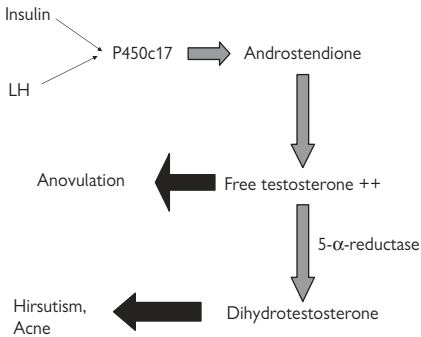 Insulin
P450c17
Androstendione
LH
Anovulation
Free testosterone ++
5-α-reductase
Hirsutism,
Acne
Dihydrotestosterone